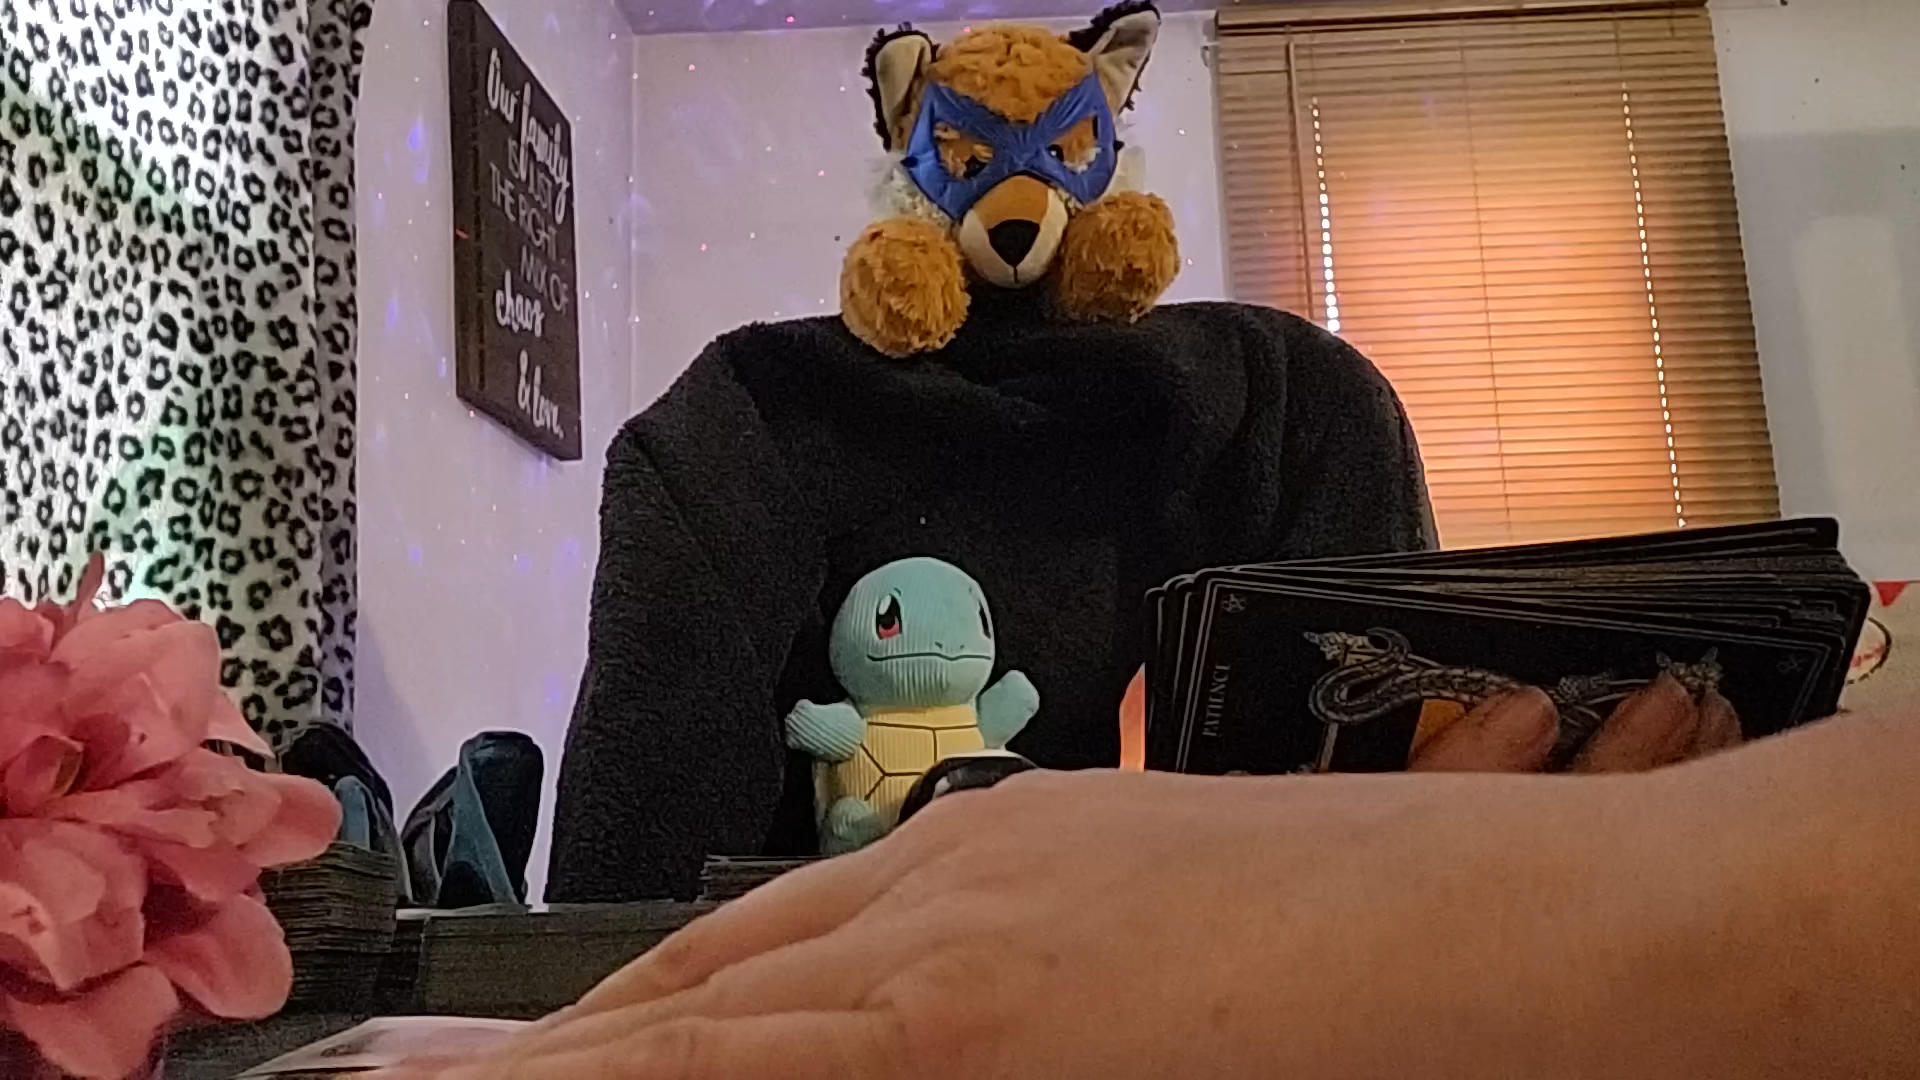 Our family
IS JUST
THE RIGHT
MIX OF
chaos
& love.
PATIENCE